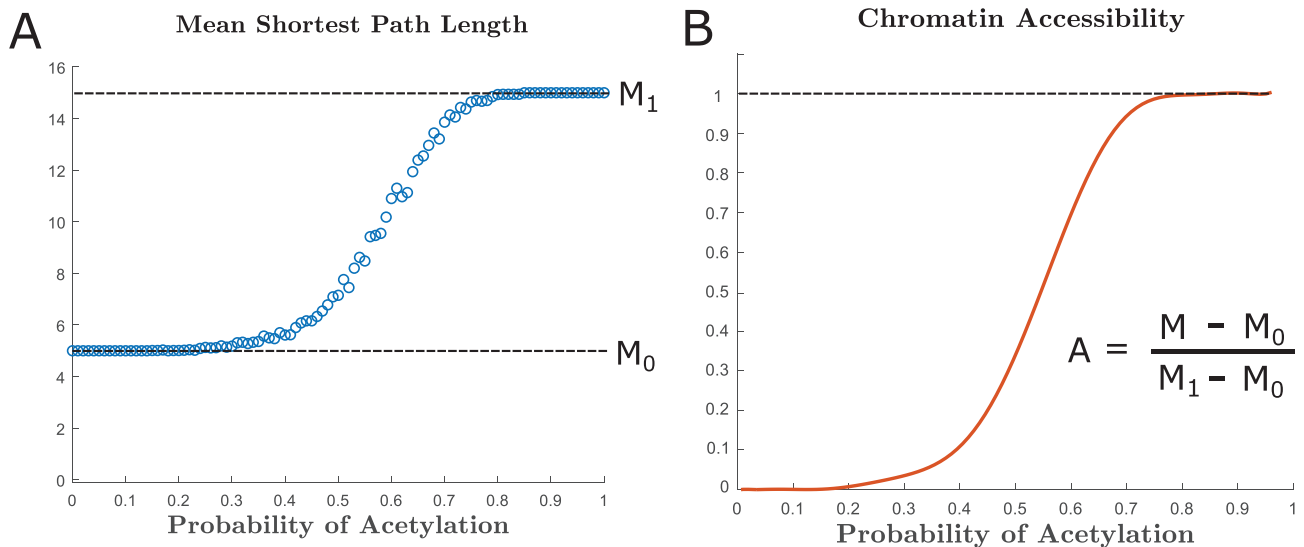 A
Mean Shortest Path Length
16
14
12
10
8
6
4
2
0
M1
M0
0 0.1 0.2 0.3 0.4 0.5 0.6 0.7 0.8 0.9 1
Probability of Acetylation
B
Chromatin Accessibility
1
0.9
0.8
0.7
0.6
0.5
0.4
0.3
0.2
0.1
0
A = M - M0
M1 - M0
0 0.1 0.2 0.3 0.4 0.5 0.6 0.7 0.8 0.9 1
Probability of Acetylation